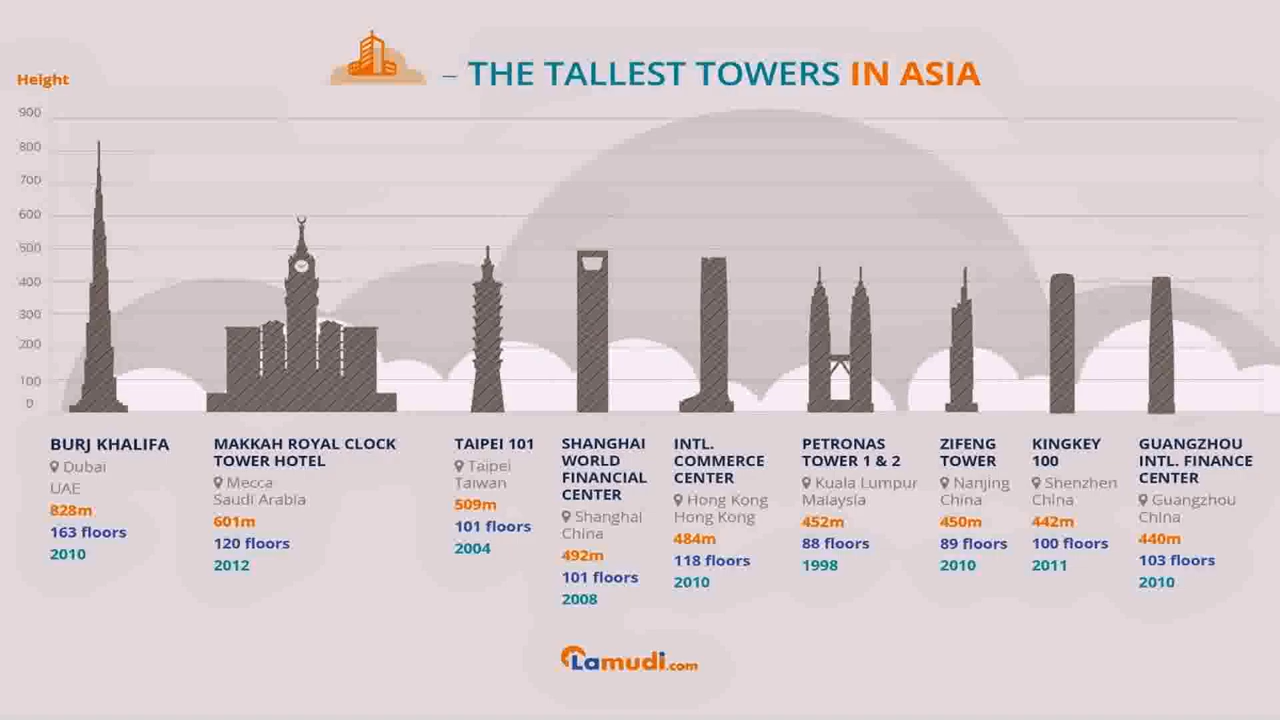 – THE TALLEST TOWERS IN ASIA
Height
900
800
700
600
500
400
300
200
100
0
BURJ KHALIFA
Dubai
UAE
828m
163 floors
2010
MAKKAH ROYAL CLOCK
TOWER HOTEL
Mecca
Saudi Arabia
601m
120 floors
2012
TAIPEI 101
Taipei
Taiwan
509m
101 floors
2004
SHANGHAI
WORLD
FINANCIAL
CENTER
Shanghai
China
492m
101 floors
2008
INTL.
COMMERCE
CENTER
Hong Kong
Hong Kong
484m
118 floors
2010
PETRONAS
TOWER 1 & 2
Kuala Lumpur
Malaysia
452m
88 floors
1998
ZIFENG
TOWER
Nanjing
China
450m
89 floors
2010
KINGKEY
100
Shenzhen
China
442m
100 floors
2011
GUANGZHOU
INTL. FINANCE
CENTER
Guangzhou
China
440m
103 floors
2010
Lamudi.com